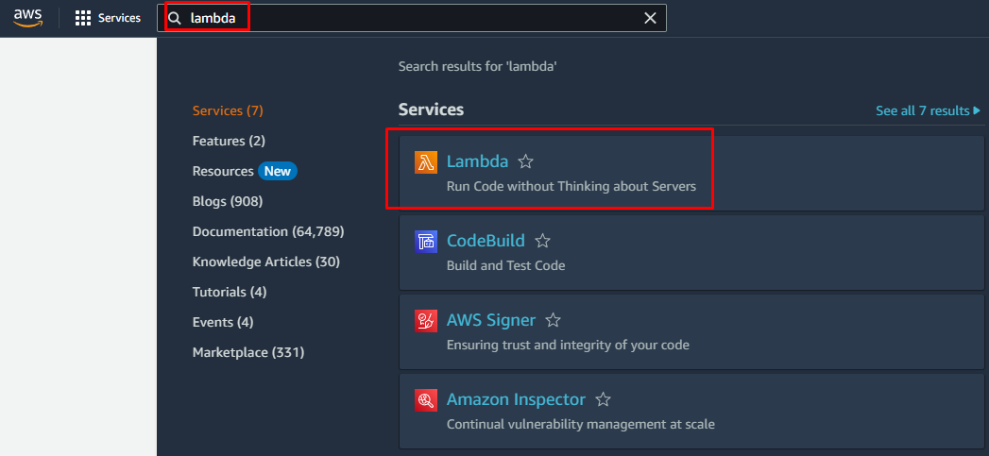 aws
Services
lambda
Search results for 'lambda'
Services (7)
Features (2)
Resources New
Blogs (908)
Documentation (64,789)
Knowledge Articles (30)
Tutorials (4)
Events (4)
Marketplace (331)
Services
See all 7 results
Lambda
Run Code without Thinking about Servers
CodeBuild
Build and Test Code
AWS Signer
Ensuring trust and integrity of your code
Amazon Inspector
Continual vulnerability management at scale